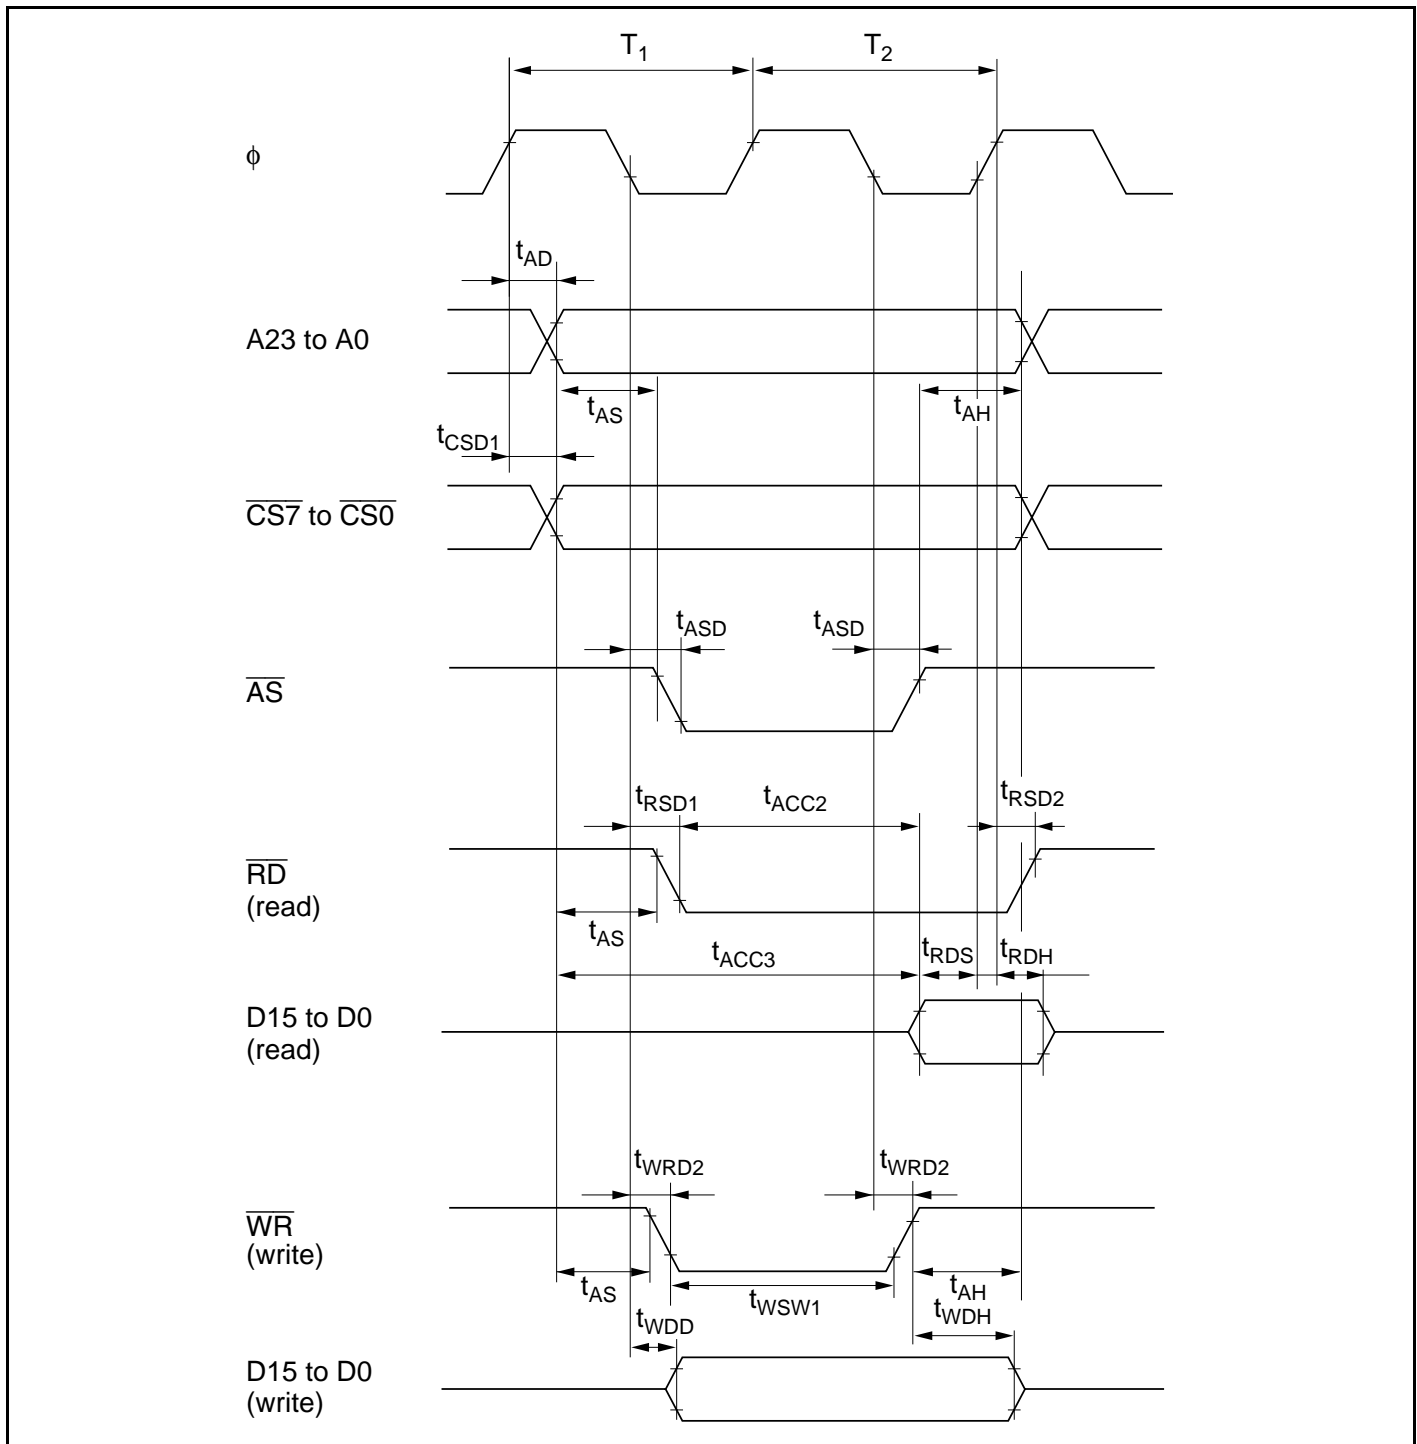 T1 T2
ϕ
tAD
A23 to A0
tAS tAH
tCSD1
CS7 to CS0
tASD tASD
AS
tRSD1 tACC2 tRSD2
RD
(read)
tAS
tACC3 tRDS tRDH
D15 to D0
(read)
tWRD2 tWRD2
WR
(write)
tAS tWSW1 tAH
tWDD tWDH
D15 to D0
(write)